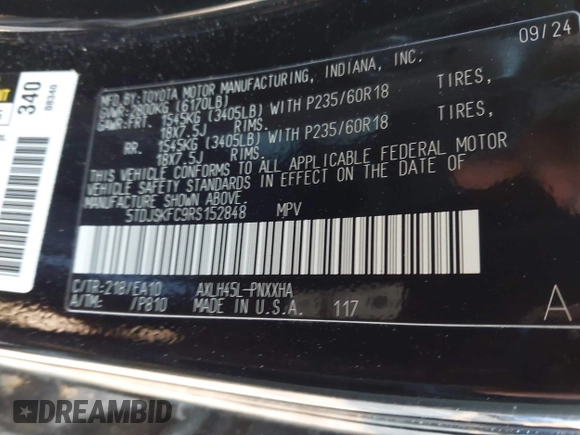 09/24
MFD.BY:TOYOTA MOTOR MANUFACTURING, INDIANA, INC.
GVWR:2800KG (6170LB)
GAWR:FRT. 1545KG (3405LB) WITH P235/60R18 TIRES,
18X7.5J RIMS.
RR. 1545KG (3405LB) WITH P235/60R18 TIRES,
18X7.5J RIMS.
THIS VEHICLE CONFORMS TO ALL APPLICABLE FEDERAL MOTOR
VEHICLE SAFETY STANDARDS IN EFFECT ON THE DATE OF
MANUFACTURE SHOWN ABOVE.
5TDJSKFC9RS152848 MPV
C/TR:218/EA10 AXLH45L-PNXXHA
A/TM: /P810 MADE IN U.S.A. 117
A
340
08340
DREAMBID